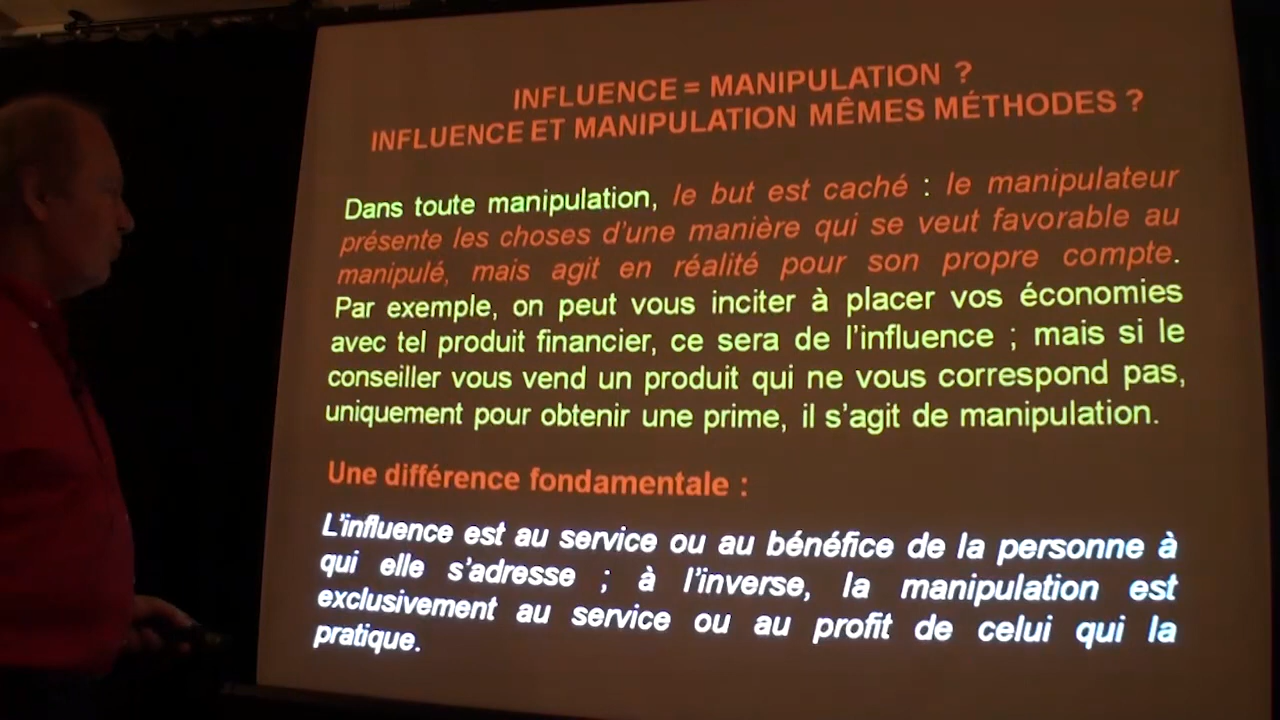 INFLUENCE = MANIPULATION ?
INFLUENCE ET MANIPULATION MÊMES MÉTHODES ?
Dans toute manipulation, le but est caché : le manipulateur
présente les choses d'une manière qui se veut favorable au
manipulé, mais agit en réalité pour son propre compte.
Par exemple, on peut vous inciter à placer vos économies
avec tel produit financier, ce sera de l'influence ; mais si le
conseiller vous vend un produit qui ne vous correspond pas,
uniquement pour obtenir une prime, il s'agit de manipulation.
Une différence fondamentale :
L'influence est au service ou au bénéfice de la personne à
qui elle s'adresse ; à l'inverse, la manipulation est
exclusivement au service ou au profit de celui qui la
pratique.